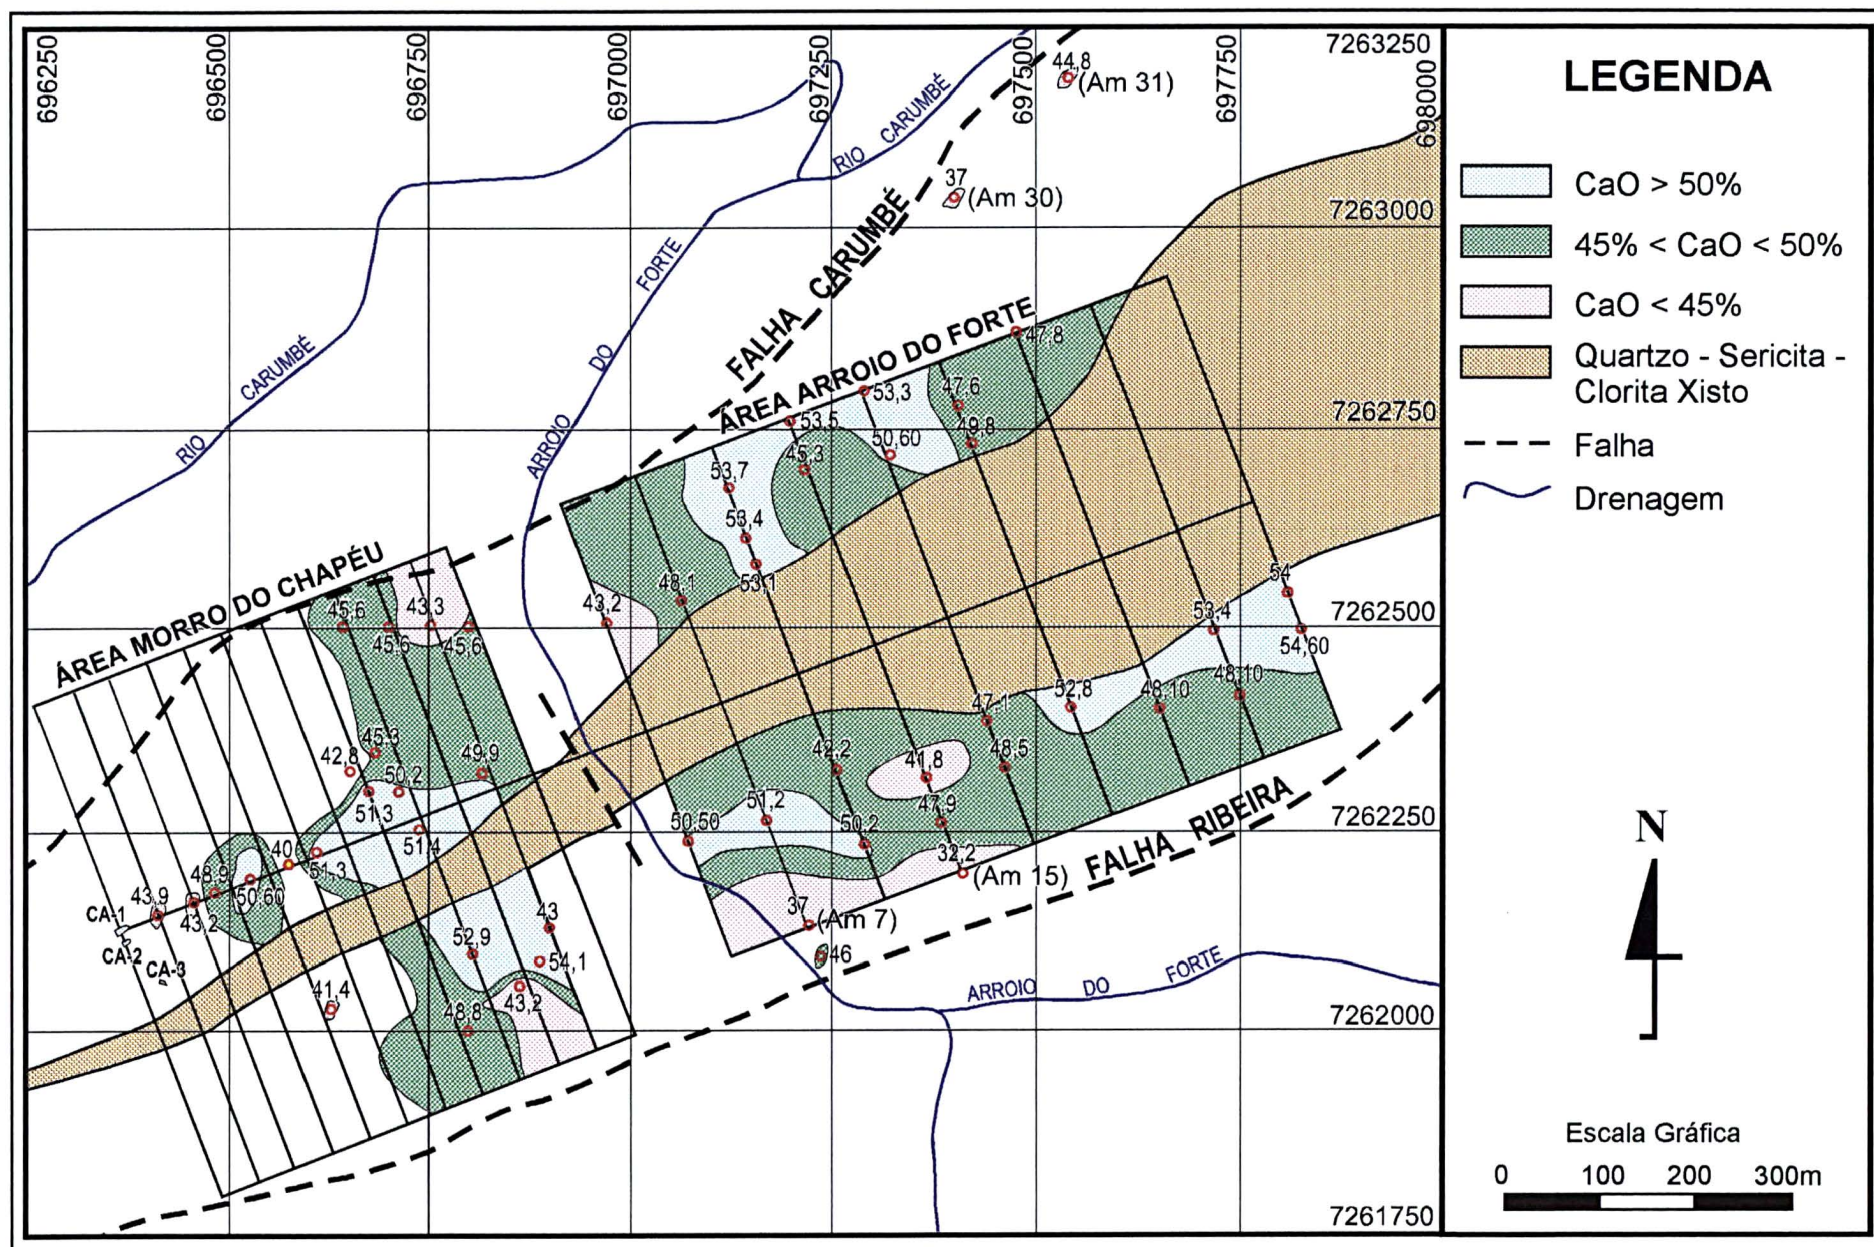 696250
696500
696750
697000
697250
697500
697750
698000
7263250
7263000
7262750
7262500
7262250
7262000
7261750
44,8
(Am 31)
37
(Am 30)
RIO CARUMBÉ
RIO CARUMBÉ
ARROIO DO FORTE
FALHA CARUMBÉ
ÁREA ARROIO DO FORTE
47,8
53,3
47,6
53,5
49,8
50,60
45,3
53,7
53,4
53,1
48,1
43,2
54
53,4
54,60
48,10
48,10
52,8
47,1
48,5
42,2
41,8
47,9
51,2
50,50
50,2
32,2
(Am 15)
37
(Am 7)
46
FALHA RIBEIRA
ARROIO DO FORTE
ÁREA MORRO DO CHAPÉU
45,6
43,3
45,6
45,6
45,3
42,8
50,2
49,9
51,3
51,4
40
51,3
48,9
50,60
43,9
43,2
CA-1
CA-2
CA-3
41,4
52,9
43
54,1
43,2
48,8
LEGENDA
CaO > 50%
45% < CaO < 50%
CaO < 45%
Quartzo - Sericita -
Clorita Xisto
Falha
Drenagem
N
Escala Gráfica
0 100 200 300m